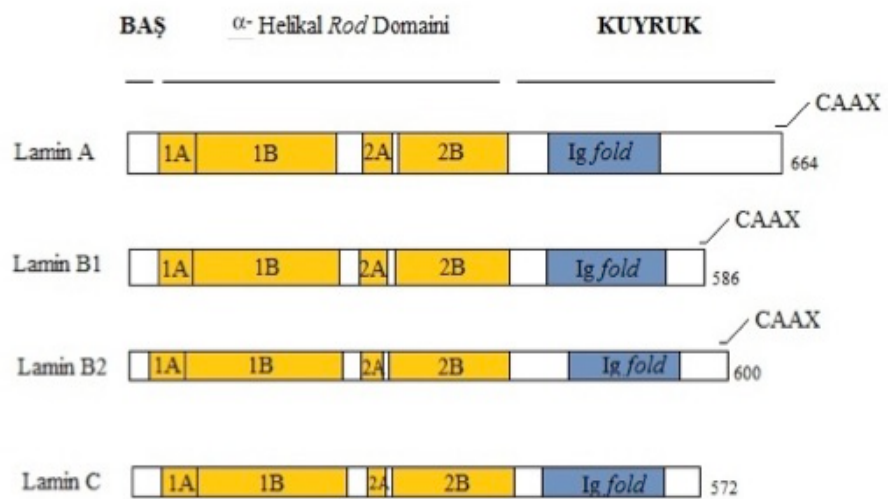 BAŞ α- Helikal Rod Domaini KUYRUK
CAAX
Lamin A 1A 1B 2A 2B Ig fold 664
CAAX
Lamin B1 1A 1B 2A 2B Ig fold 586
CAAX
Lamin B2 1A 1B 2A 2B Ig fold 600
Lamin C 1A 1B 2A 2B Ig fold 572